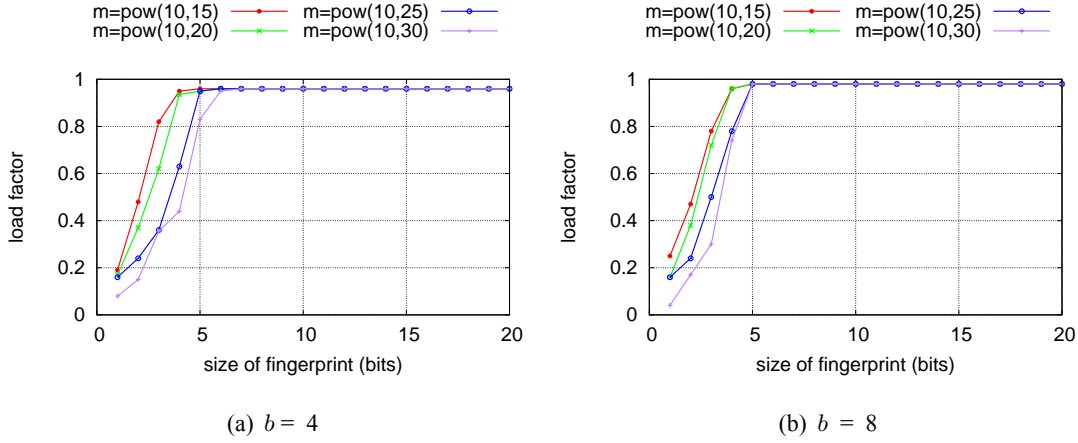 m=pow(10,15) m=pow(10,25)
m=pow(10,20) m=pow(10,30)
1
0.8
0.6
0.4
0.2
0
load factor
0 5 10 15 20
size of fingerprint (bits)
(a) b = 4
m=pow(10,15) m=pow(10,25)
m=pow(10,20) m=pow(10,30)
1
0.8
0.6
0.4
0.2
0
load factor
0 5 10 15 20
size of fingerprint (bits)
(b) b = 8